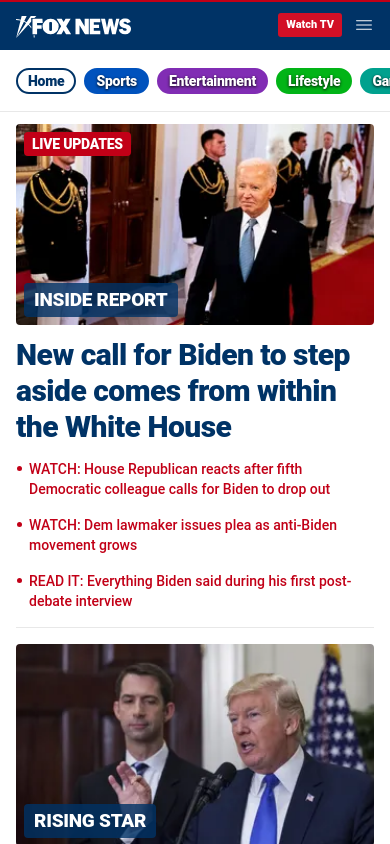 FOX NEWS
Watch TV
Home
Sports
Entertainment
Lifestyle
LIVE UPDATES
INSIDE REPORT
New call for Biden to step
aside comes from within
the White House
WATCH: House Republican reacts after fifth
Democratic colleague calls for Biden to drop out
WATCH: Dem lawmaker issues plea as anti-Biden
movement grows
READ IT: Everything Biden said during his first post-
debate interview
RISING STAR